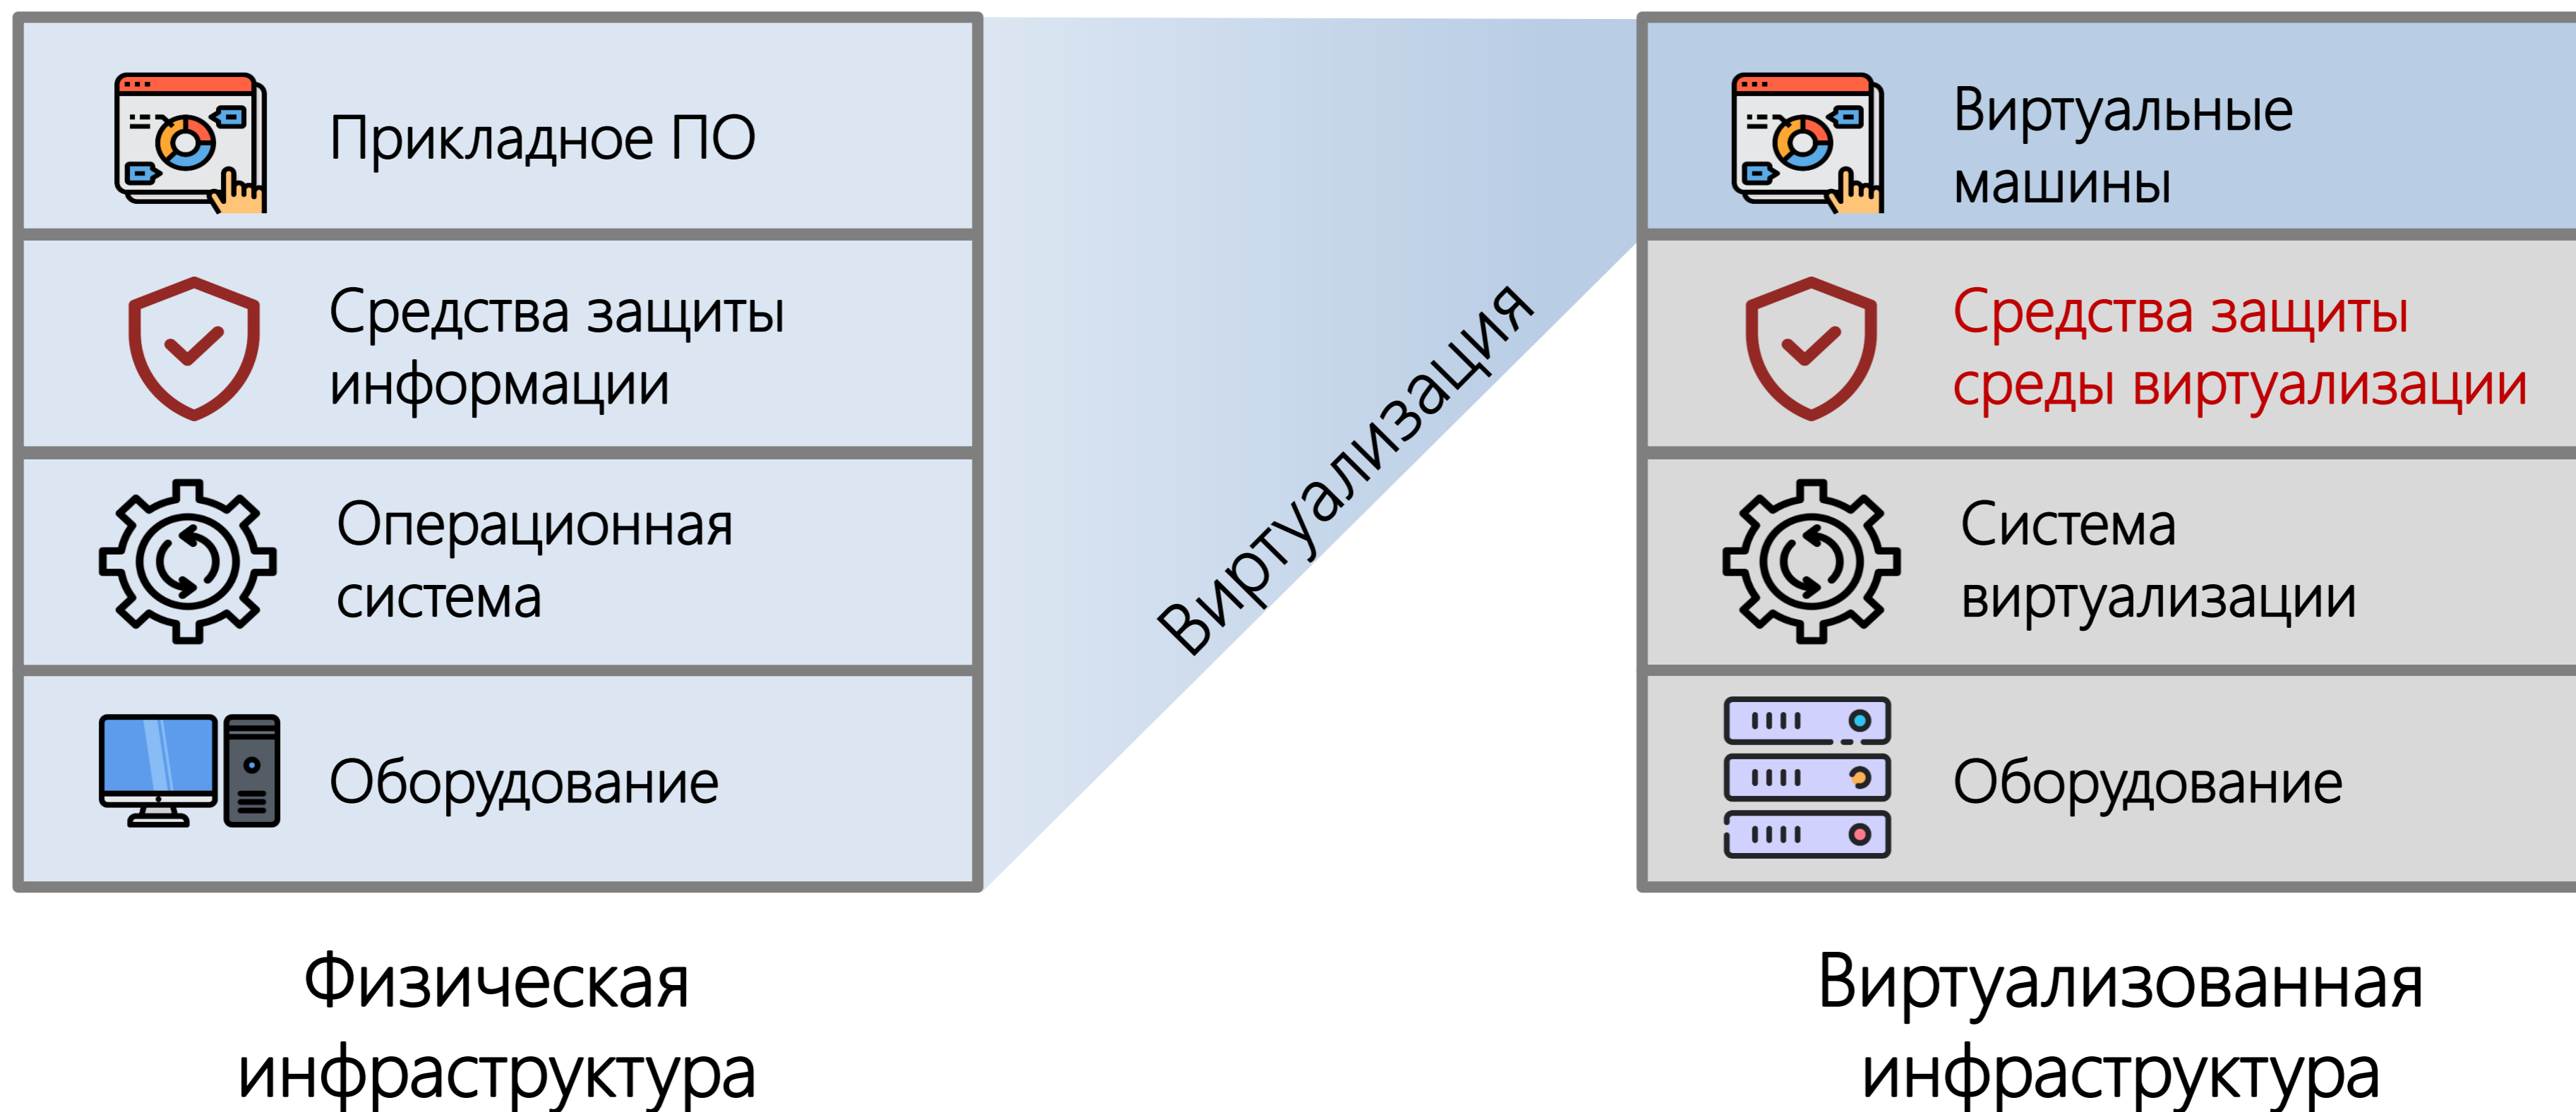 Прикладное ПО
Средства защиты
информации
Операционная
система
Оборудование
Физическая
инфраструктура
Виртуализация
Виртуальные
машины
Средства защиты
среды виртуализации
Система
виртуализации
Оборудование
Виртуализованная
инфраструктура